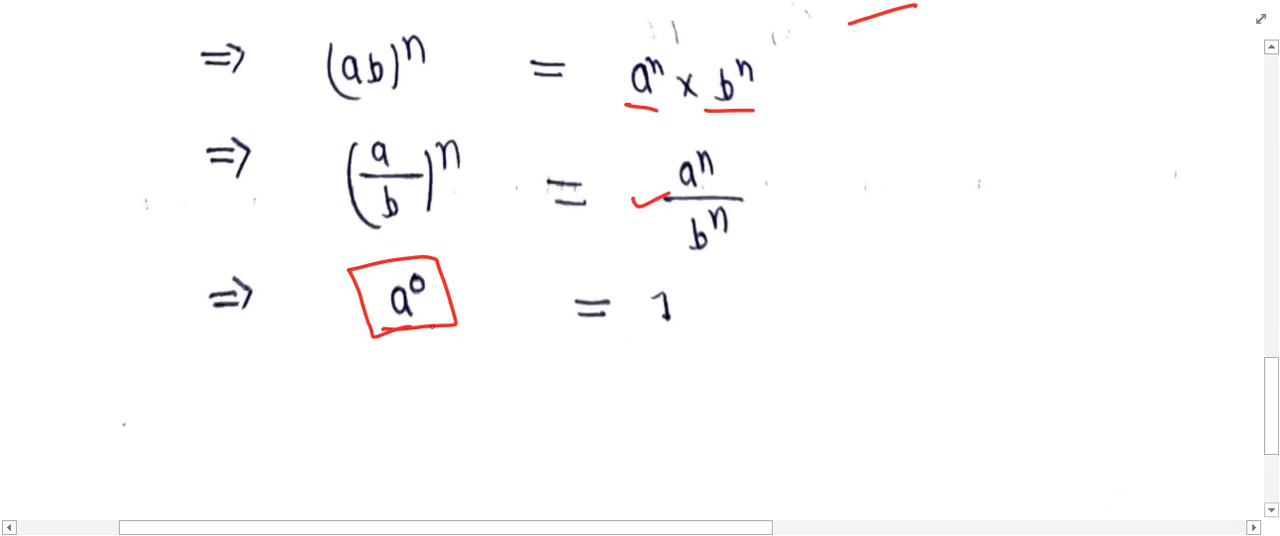 ⇒ (ab)ⁿ = aⁿ × bⁿ
⇒ (a/b)ⁿ = aⁿ/bⁿ
⇒ a⁰ = 1